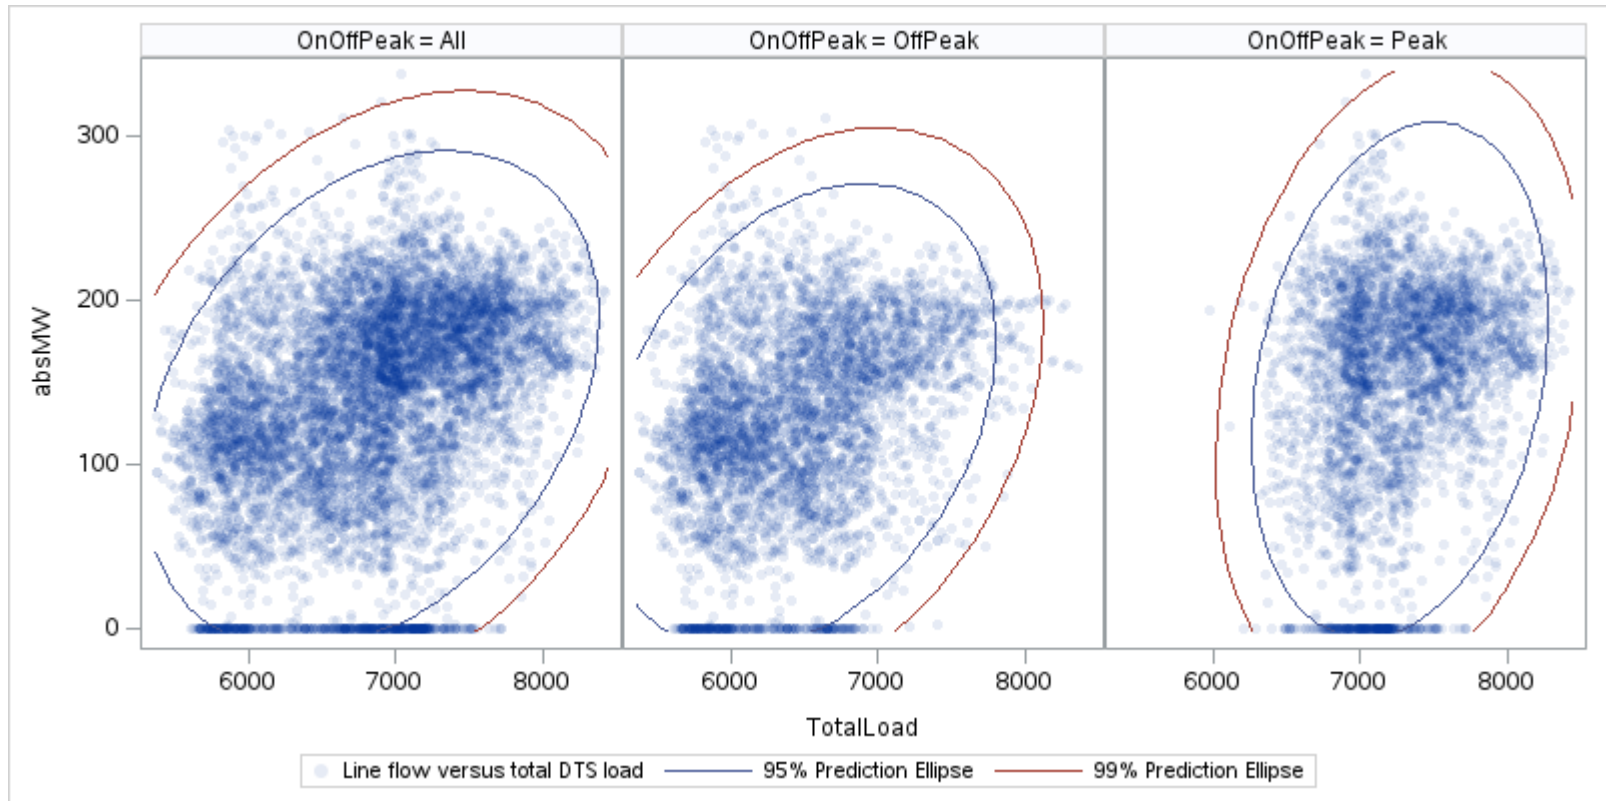 OnOffPeak = All
OnOffPeak = OffPeak
OnOffPeak = Peak
300
200
100
0
absMW
6000 7000 8000
6000 7000 8000
6000 7000 8000
TotalLoad
Line flow versus total DTS load
95% Prediction Ellipse
99% Prediction Ellipse